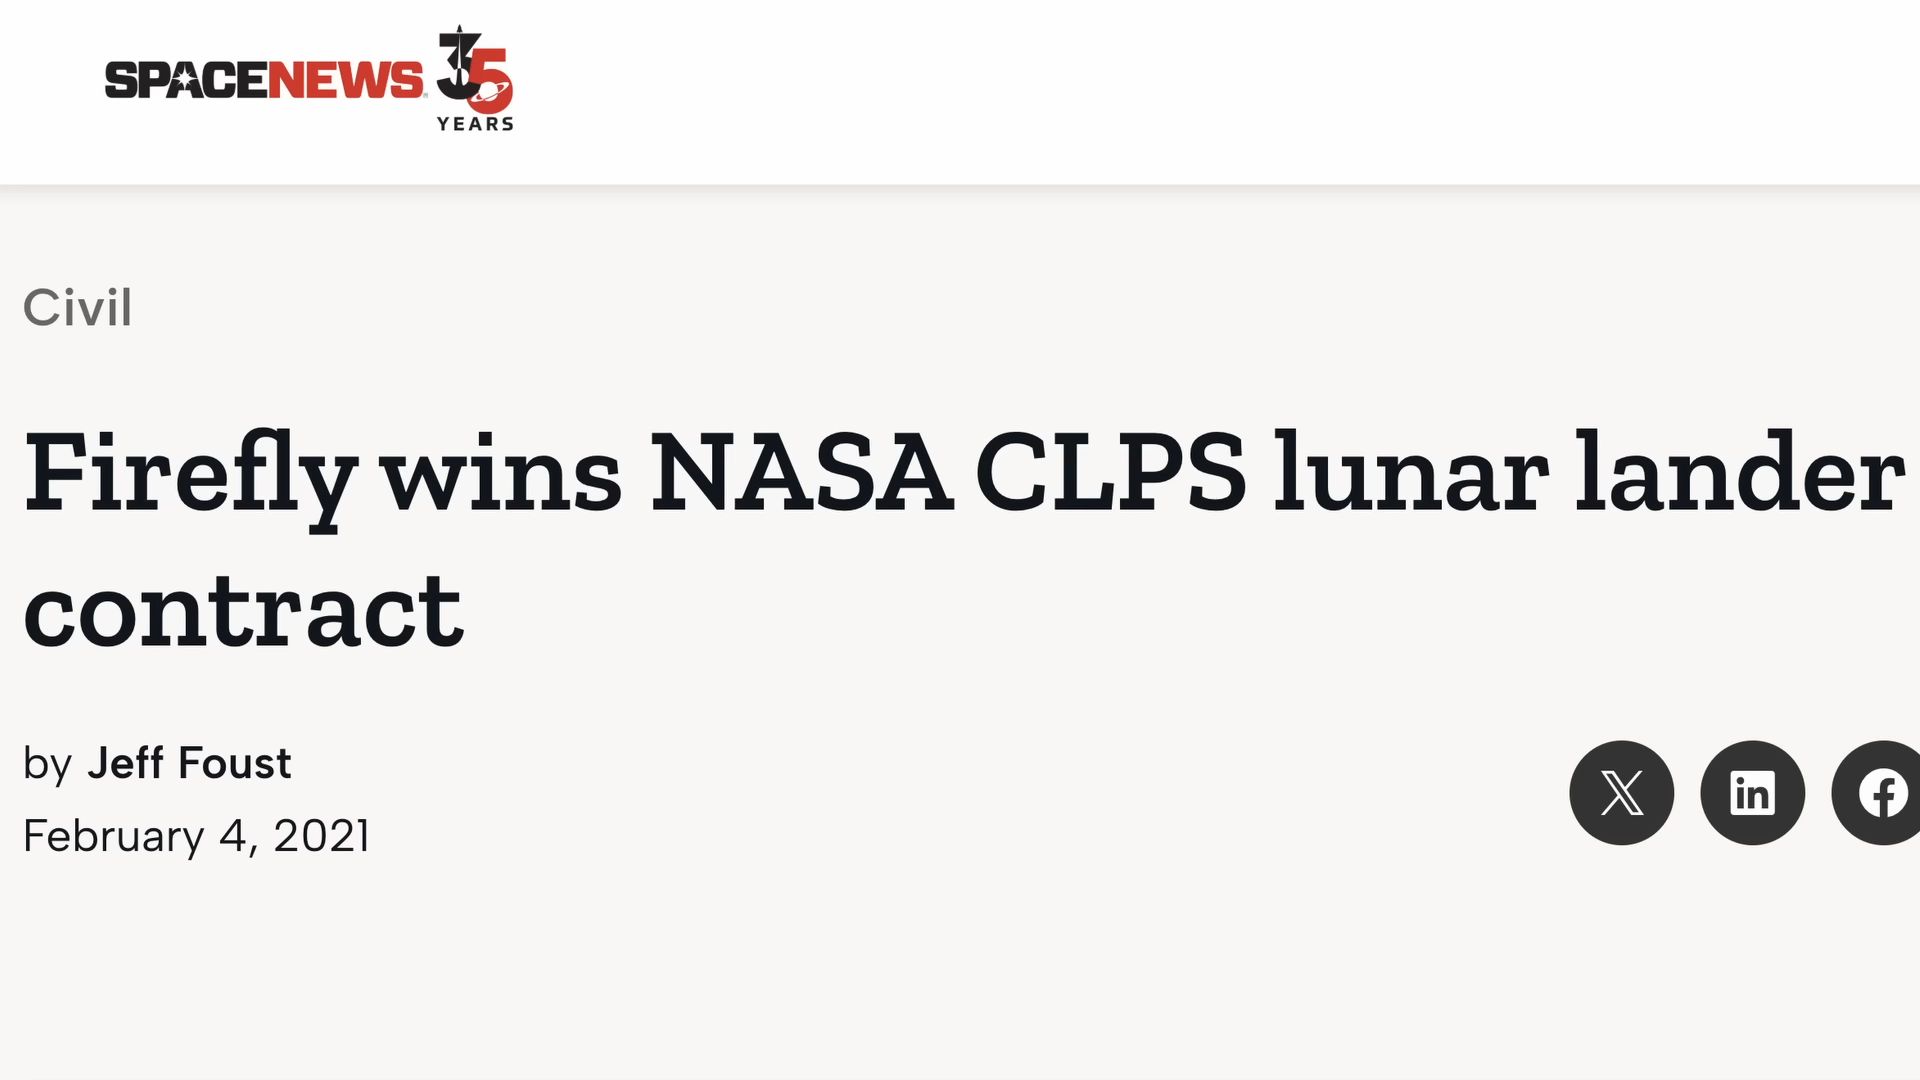 SPACENEWS 35
YEARS
Civil
Firefly wins NASA CLPS lunar lander
contract
by Jeff Foust
February 4, 2021